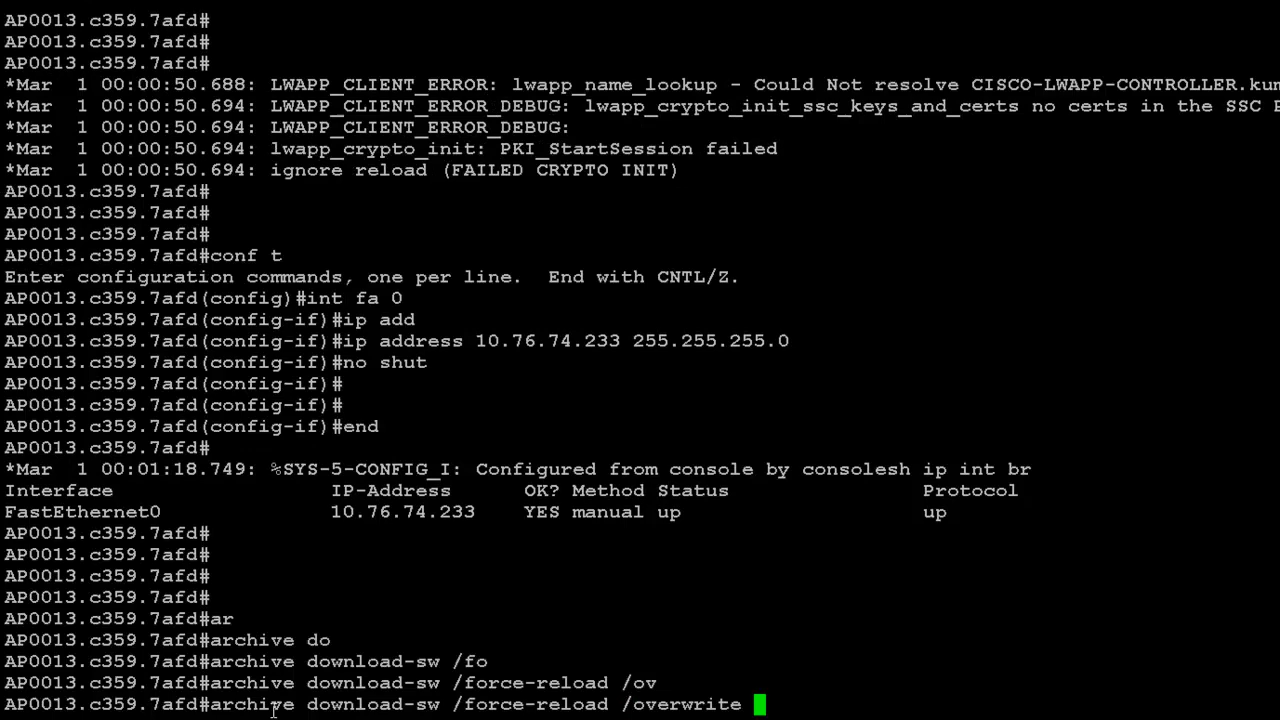 AP0013.c359.7afd#
AP0013.c359.7afd#
AP0013.c359.7afd#
*Mar  1 00:00:50.688: LWAPP_CLIENT_ERROR: lwapp_name_lookup - Could Not resolve CISCO-LWAPP-CONTROLLER.kum
*Mar  1 00:00:50.694: LWAPP_CLIENT_ERROR_DEBUG: lwapp_crypto_init_ssc_keys_and_certs no certs in the SSC
*Mar  1 00:00:50.694: LWAPP_CLIENT_ERROR_DEBUG:
*Mar  1 00:00:50.694: lwapp_crypto_init: PKI_StartSession failed
*Mar  1 00:00:50.694: ignore reload (FAILED CRYPTO INIT)
AP0013.c359.7afd#
AP0013.c359.7afd#
AP0013.c359.7afd#
AP0013.c359.7afd#conf t
Enter configuration commands, one per line.  End with CNTL/Z.
AP0013.c359.7afd(config)#int fa 0
AP0013.c359.7afd(config-if)#ip add
AP0013.c359.7afd(config-if)#ip address 10.76.74.233 255.255.255.0
AP0013.c359.7afd(config-if)#no shut
AP0013.c359.7afd(config-if)#
AP0013.c359.7afd(config-if)#
AP0013.c359.7afd(config-if)#end
AP0013.c359.7afd#
*Mar  1 00:01:18.749: %SYS-5-CONFIG_I: Configured from console by consolesh ip int br
Interface                  IP-Address      OK? Method Status                Protocol
FastEthernet0              10.76.74.233    YES manual up                    up
AP0013.c359.7afd#
AP0013.c359.7afd#
AP0013.c359.7afd#
AP0013.c359.7afd#
AP0013.c359.7afd#ar
AP0013.c359.7afd#archive do
AP0013.c359.7afd#archive download-sw /fo
AP0013.c359.7afd#archive download-sw /force-reload /ov
AP0013.c359.7afd#archive download-sw /force-reload /overwrite